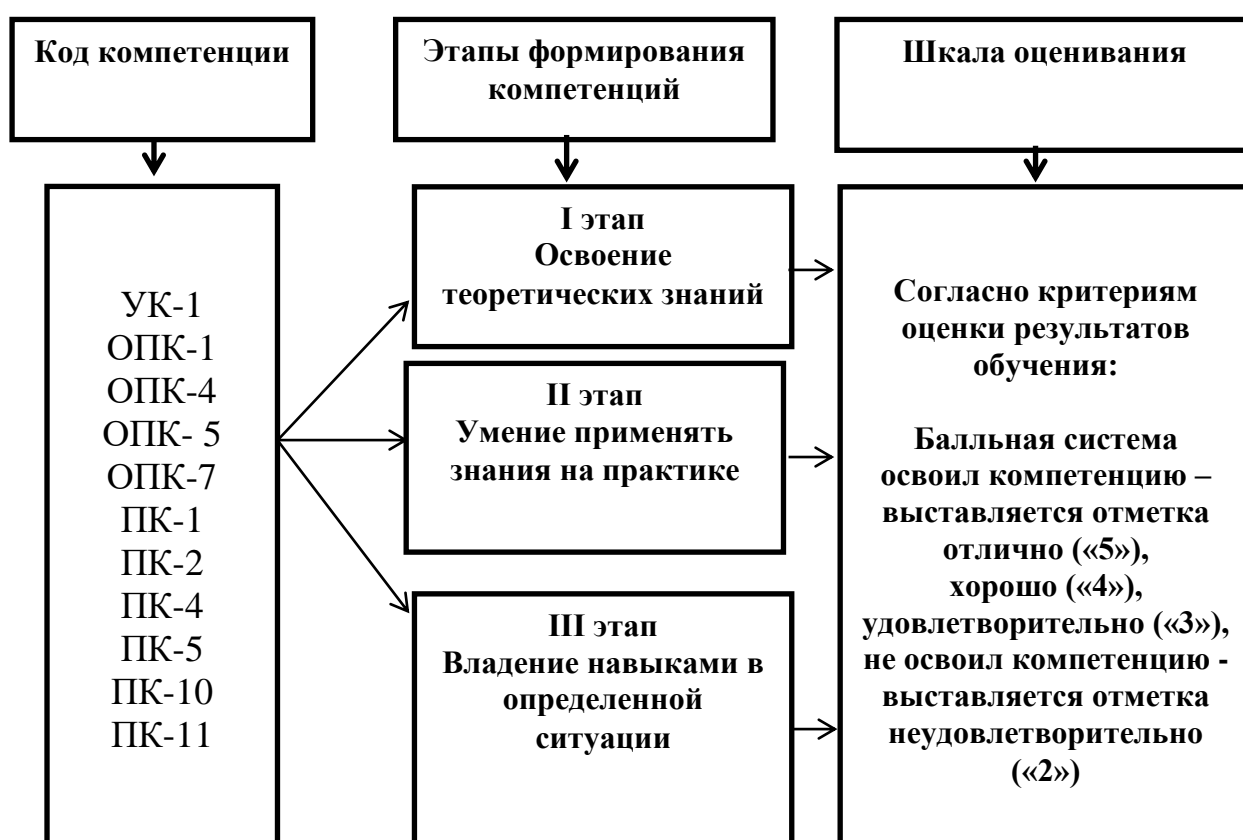 Код компетенции
Этапы формирования
компетенций
Шкала оценивания
УК-1
ОПК-1
ОПК-4
ОПК- 5
ОПК-7
ПК-1
ПК-2
ПК-4
ПК-5
ПК-10
ПК-11
I этап
Освоение
теоретических знаний
II этап
Умение применять
знания на практике
III этап
Владение навыками в
определенной
ситуации
Согласно критериям
оценки результатов
обучения:
Балльная система
освоил компетенцию –
выставляется отметка
отлично («5»),
хорошо («4»),
удовлетворительно («3»),
не освоил компетенцию -
выставляется отметка
неудовлетворительно
(«2»)